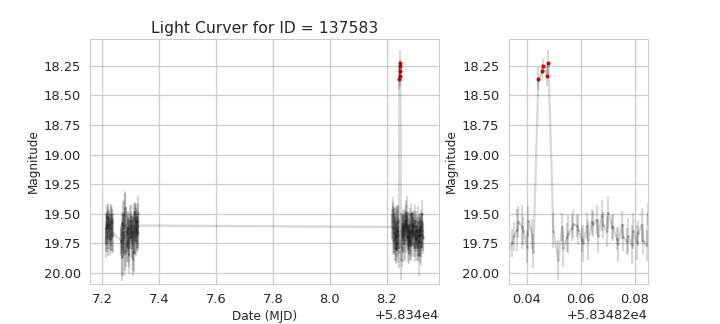 Light Curver for ID = 137583
Magnitude
18.25
18.50
18.75
19.00
19.25
19.50
19.75
20.00
7.2 7.4 7.6 7.8 8.0 8.2
Date (MJD)
+5.834e4
Magnitude
18.25
18.50
18.75
19.00
19.25
19.50
19.75
20.00
0.04 0.06 0.08
+5.83482e4